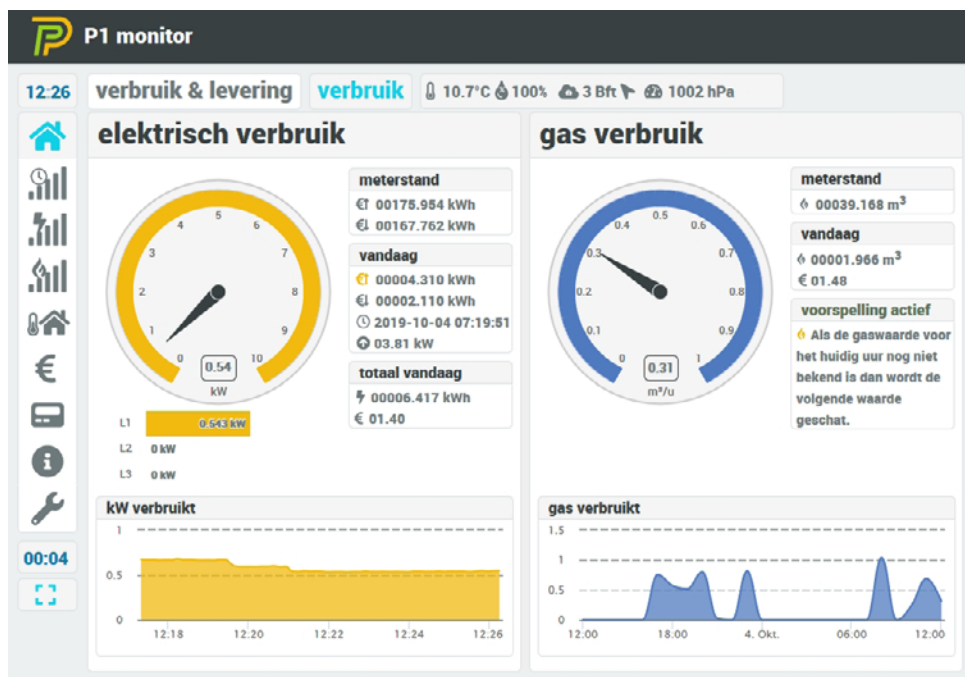 P1 monitor
12:26
verbruik & levering
verbruik
10.7°C 100% 3 Bft 1002 hPa
elektrisch verbruik
0
1
2
3
4
5
6
7
8
9
10
0.54
kW
meterstand
00175.954 kWh
00167.762 kWh
vandaag
00004.310 kWh
00002.110 kWh
2019-10-04 07:19:51
03.81 kW
totaal vandaag
00006.417 kWh
€ 01.40
L1 0.543 kW
L2 0 kW
L3 0 kW
kW verbruikt
1
0.5
0
12:18 12:20 12:22 12:24 12:26
gas verbruik
0
0.1
0.2
0.3
0.4
0.5
0.6
0.7
0.8
0.9
1
0.31
m³/u
meterstand
00039.168 m³
vandaag
00001.966 m³
€ 01.48
voorspelling actief
Als de gaswaarde voor
het huidig uur nog niet
bekend is dan wordt de
volgende waarde
geschat.
gas verbruikt
1.5
1
0.5
0
12:00 18:00 4. Okt. 06:00 12:00
00:04